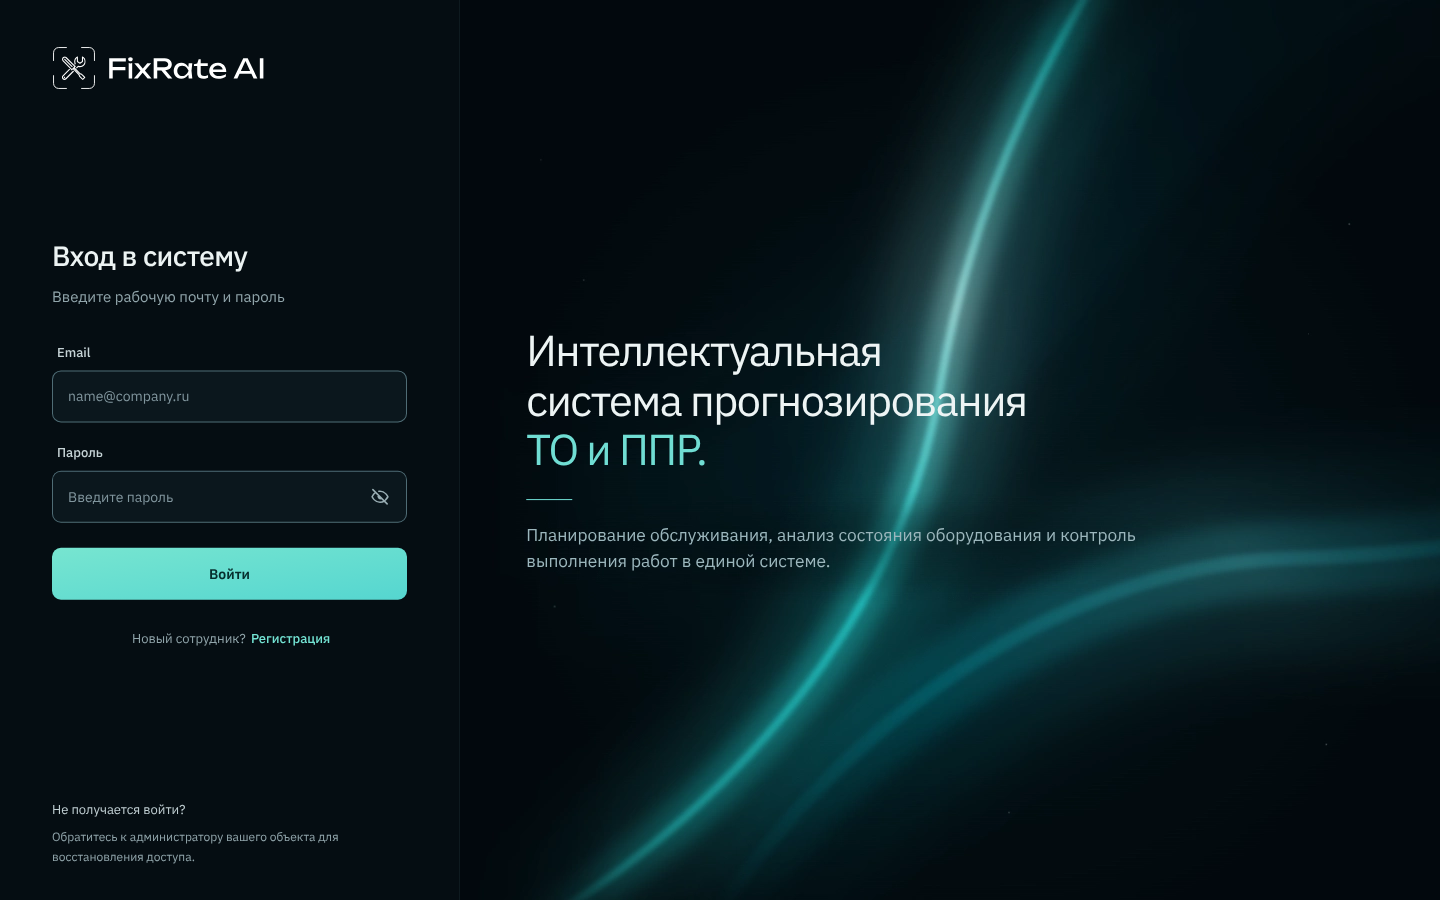 FixRate AI
Вход в систему
Введите рабочую почту и пароль
Email
name@company.ru
Пароль
Введите пароль
Войти
Новый сотрудник? Регистрация
Не получается войти?
Обратитесь к администратору вашего объекта для
восстановления доступа.
Интеллектуальная
система прогнозирования
ТО и ППР.
Планирование обслуживания, анализ состояния оборудования и контроль
выполнения работ в единой системе.